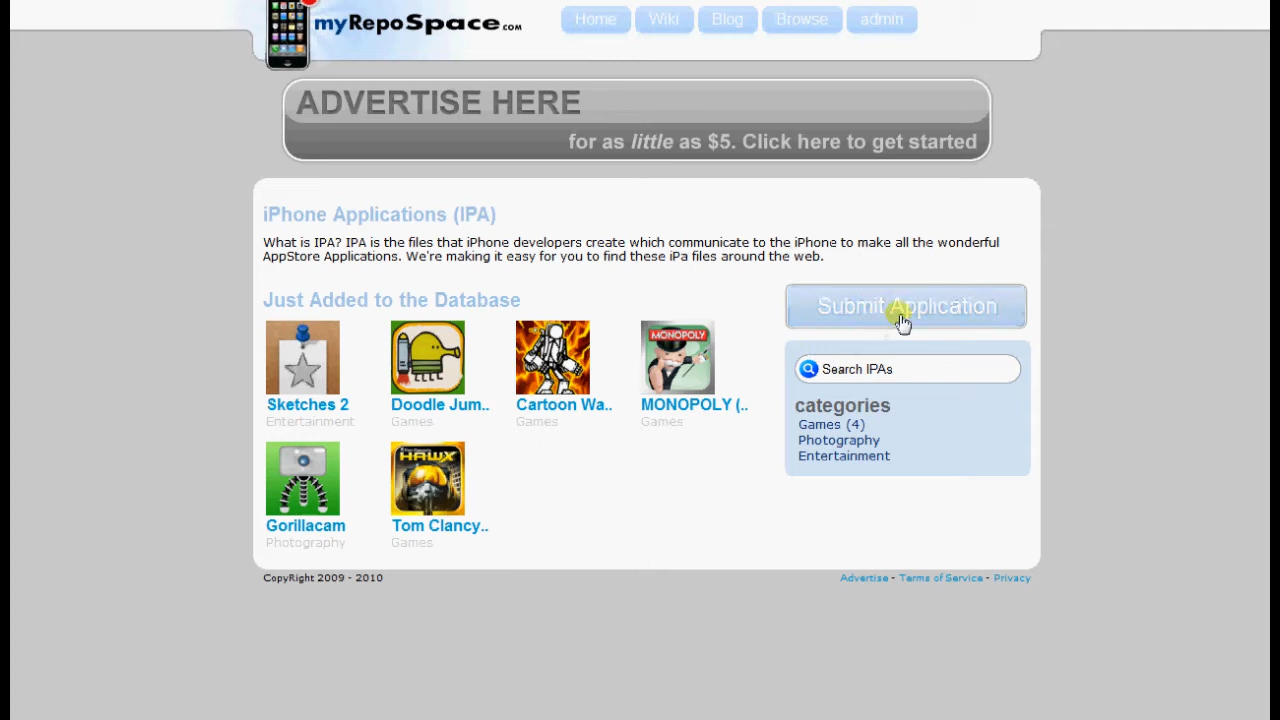 myRepoSpace.com
Home Wiki Blog Browse admin
ADVERTISE HERE
for as little as $5. Click here to get started
iPhone Applications (IPA)
What is IPA? IPA is the files that iPhone developers create which communicate to the iPhone to make all the wonderful
AppStore Applications. We're making it easy for you to find these iPa files around the web.
Just Added to the Database
Submit Application
MONOPOLY
Sketches 2 Doodle Jum.. Cartoon Wa.. MONOPOLY (..
Entertainment Games Games Games
Search IPAs
categories
Games (4)
Photography
Entertainment
HAWX
Gorillacam Tom Clancy..
Photography Games
CopyRight 2009 - 2010
Advertise - Terms of Service - Privacy